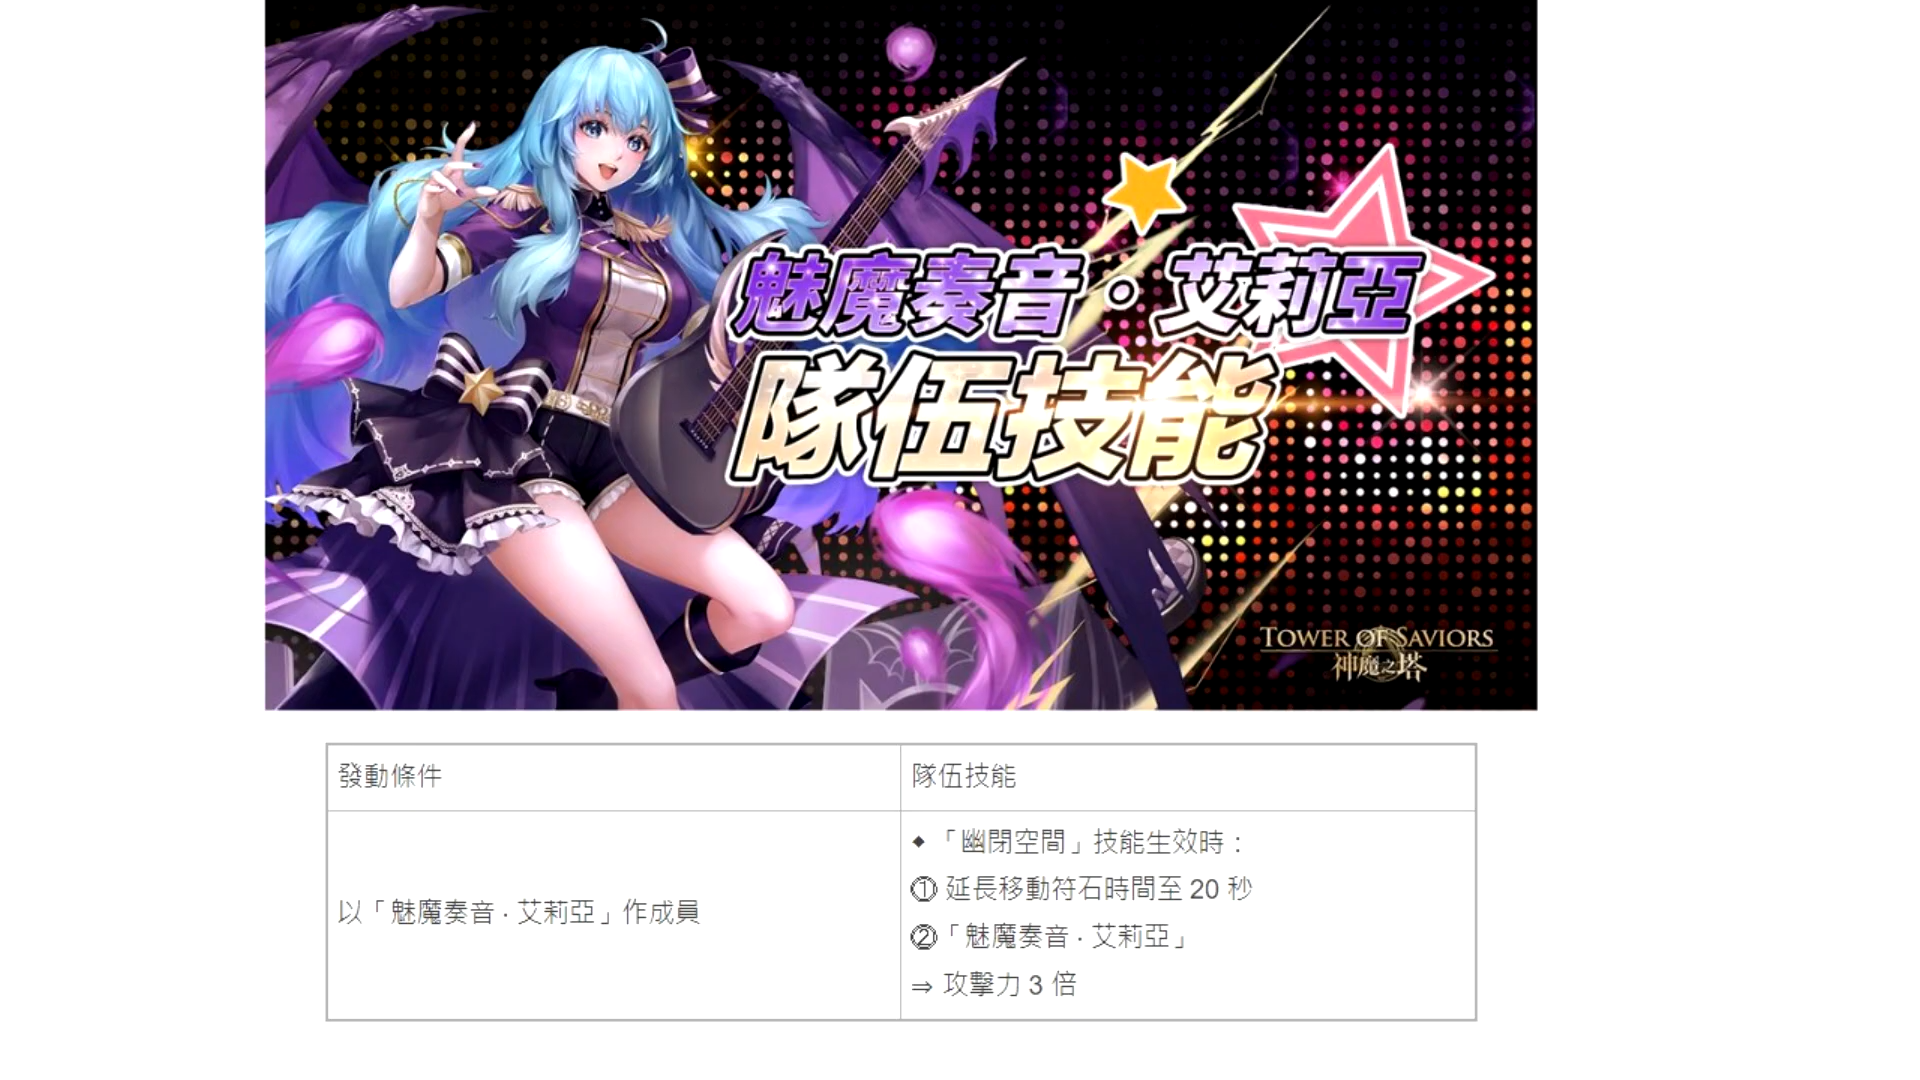 魅魔奏音・艾莉亞
隊伍技能
TOWER OF SAVIORS
神魔之塔
發動條件
隊伍技能
以「魅魔奏音 ‧ 艾莉亞」作成員
◆ 「幽閉空間」技能生效時：
① 延長移動符石時間至 20 秒
②「魅魔奏音 ‧ 艾莉亞」
⇒ 攻擊力 3 倍